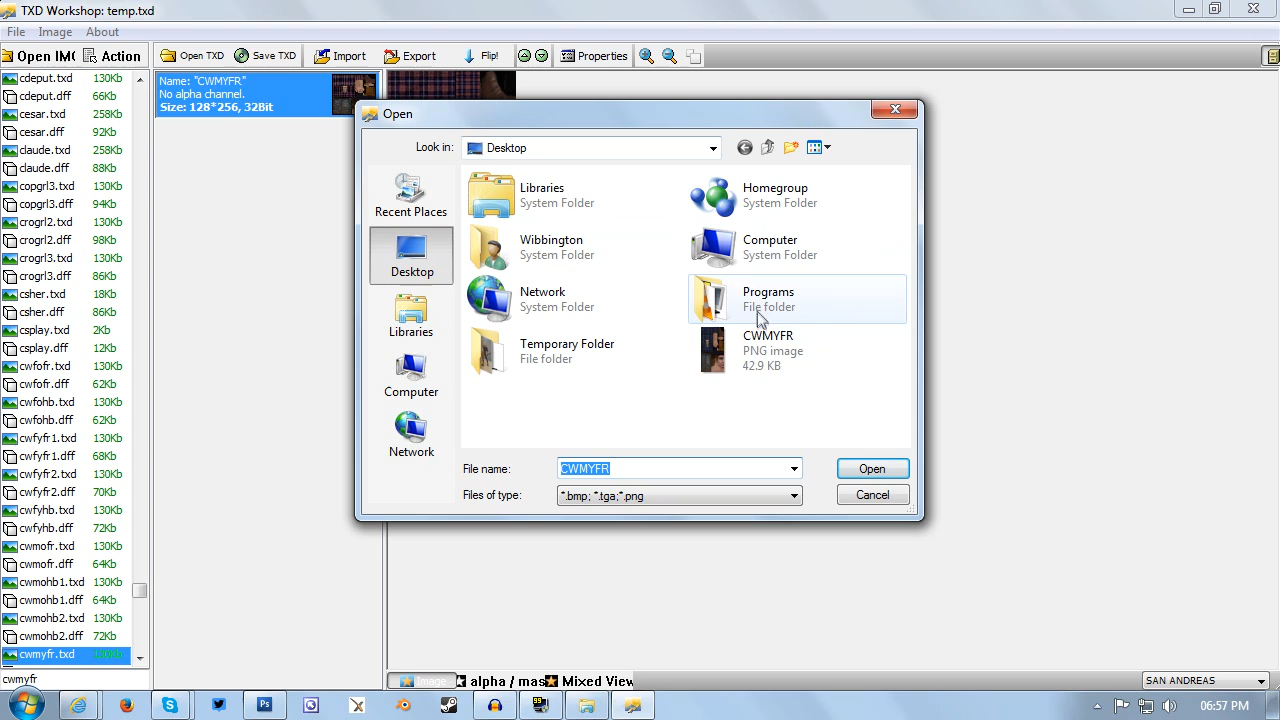 TXD Workshop: temp.txd
File Image About
Open IMG Action Open TXD Save TXD Import Export Flip! Properties
cdeput.txd 130Kb
cdeput.dff 66Kb
cesar.txd 258Kb
cesar.dff 92Kb
claude.txd 258Kb
claude.dff 86Kb
copgrl3.txd 130Kb
copgrl3.dff 94Kb
crogrl2.txd 130Kb
crogrl2.dff 98Kb
crogrl3.txd 258Kb
crogrl3.dff 86Kb
csher.txd 18Kb
csher.dff 86Kb
csplay.txd 2Kb
csplay.dff 82Kb
cwfofr.txd 130Kb
cwfofr.dff 62Kb
cwfohb.txd 130Kb
cwfohb.dff 62Kb
cwfyfr1.txd 130Kb
cwfyfr1.dff 68Kb
cwfyfr2.txd 130Kb
cwfyfr2.dff 70Kb
cwfyhb.txd 130Kb
cwfyhb.dff 72Kb
cwmofr.txd 130Kb
cwmofr.dff 64Kb
cwmohb1.txd 130Kb
cwmohb1.dff 64Kb
cwmohb2.txd 130Kb
cwmohb2.dff 72Kb
cwmyfr.txd 130Kb
cwmyfr
Name: "CWMYFR"
No alpha channel.
Size: 128*256, 32Bit
Open
Look in: Desktop
Recent Places
Desktop
Libraries
Computer
Network
Libraries
System Folder
Homegroup
System Folder
Wibbington
Computer
System Folder
Network
System Folder
Programs
File folder
Temporary Folder
File folder
CWMYFR
PNG image
42.9 KB
File name: CWMYFR Open
Files of type: *.bmp; *.tga;*.png Cancel
Image alpha / mas Mixed View SAN ANDREAS
06:57 PM